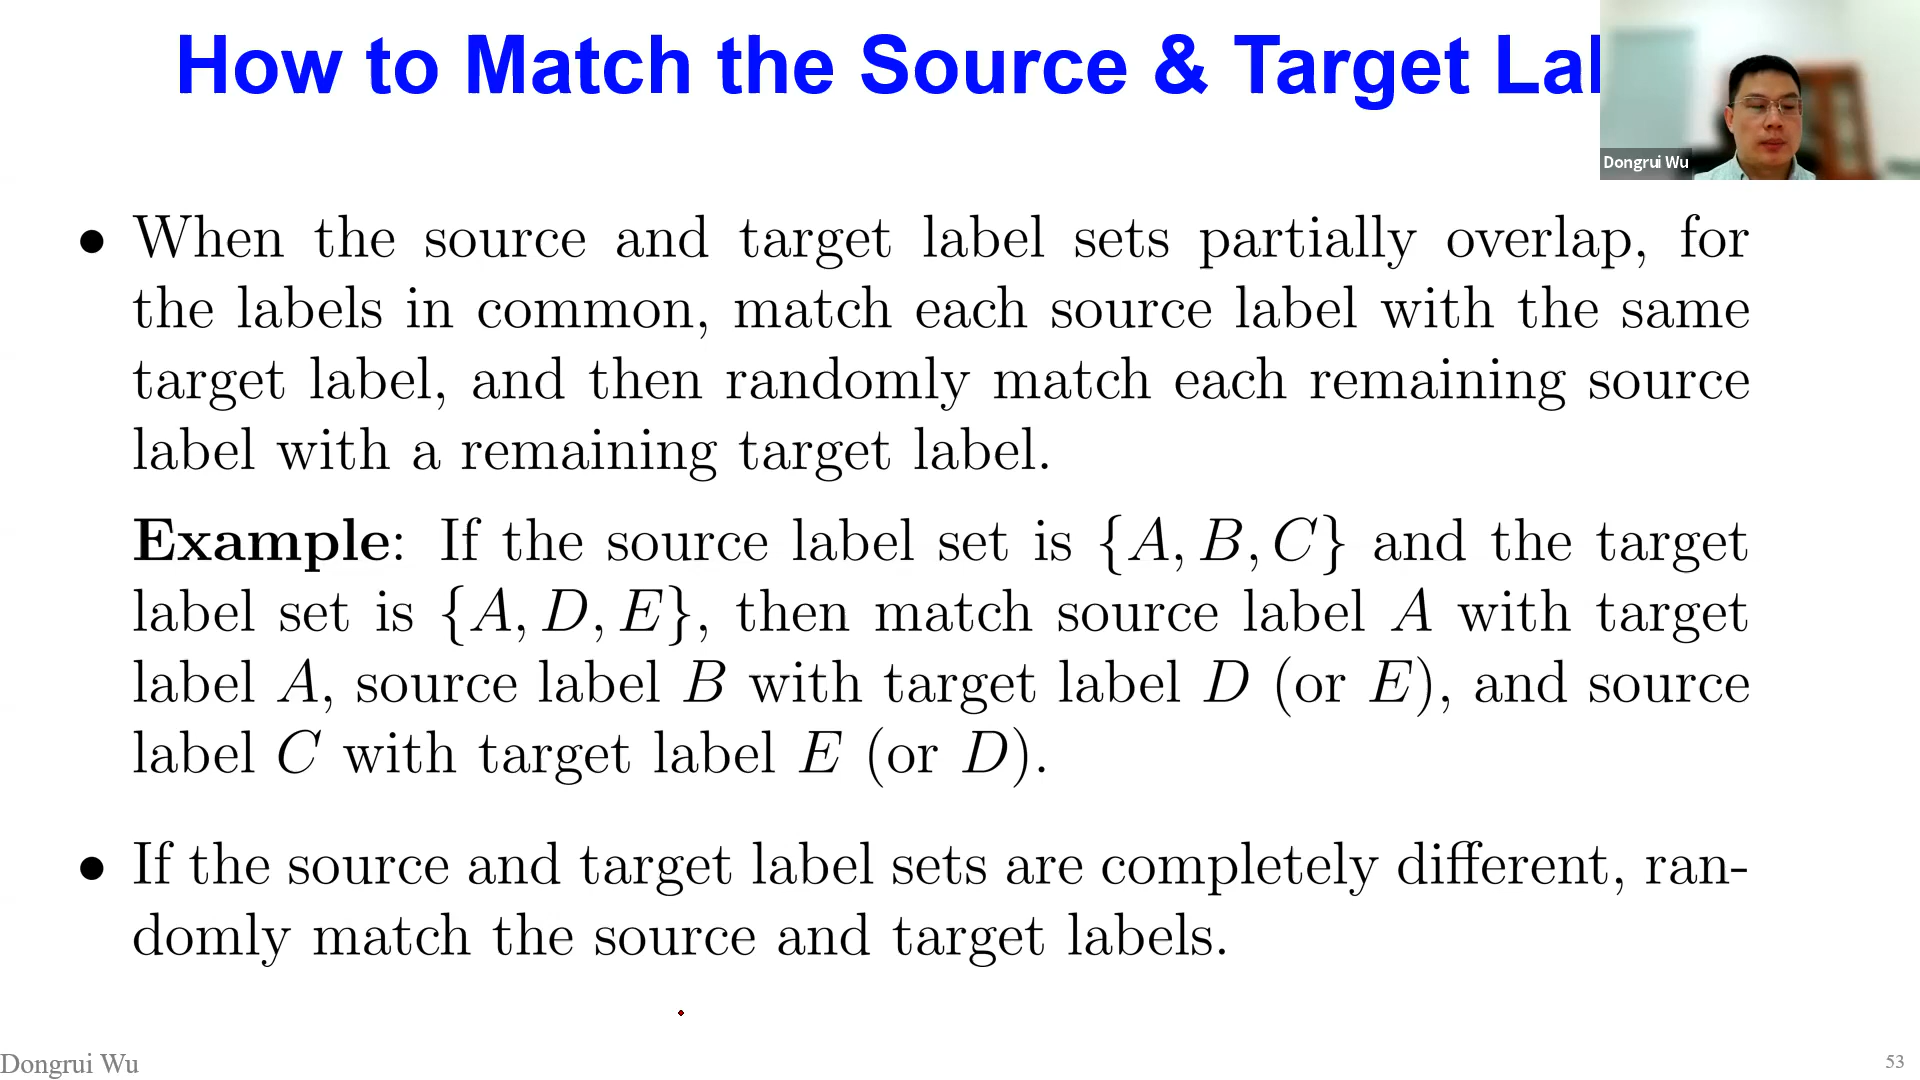 How to Match the Source & Target
Dongrui Wu
• When the source and target label sets partially overlap, for
the labels in common, match each source label with the same
target label, and then randomly match each remaining source
label with a remaining target label.
Example: If the source label set is {A, B, C} and the target
label set is {A, D, E}, then match source label A with target
label A, source label B with target label D (or E), and source
label C with target label E (or D).
• If the source and target label sets are completely different, ran-
domly match the source and target labels.
Dongrui Wu
53